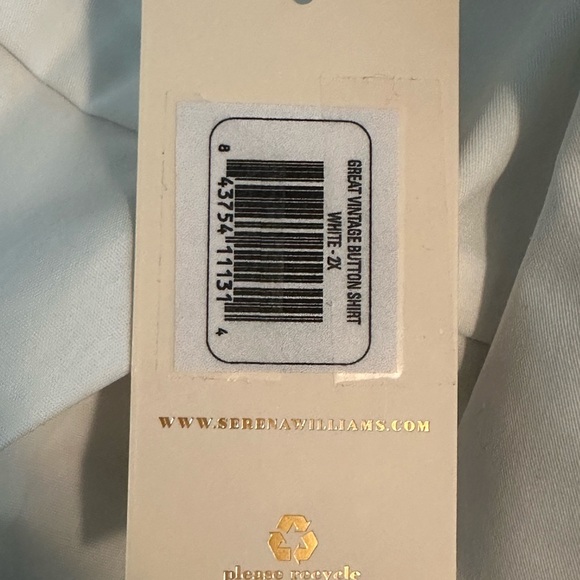 GREAT VINTAGE BUTTON SHIRT
WHITE - 2X
8 43754 11131 4
WWW.SERENAWILLIAMS.COM
please recycle